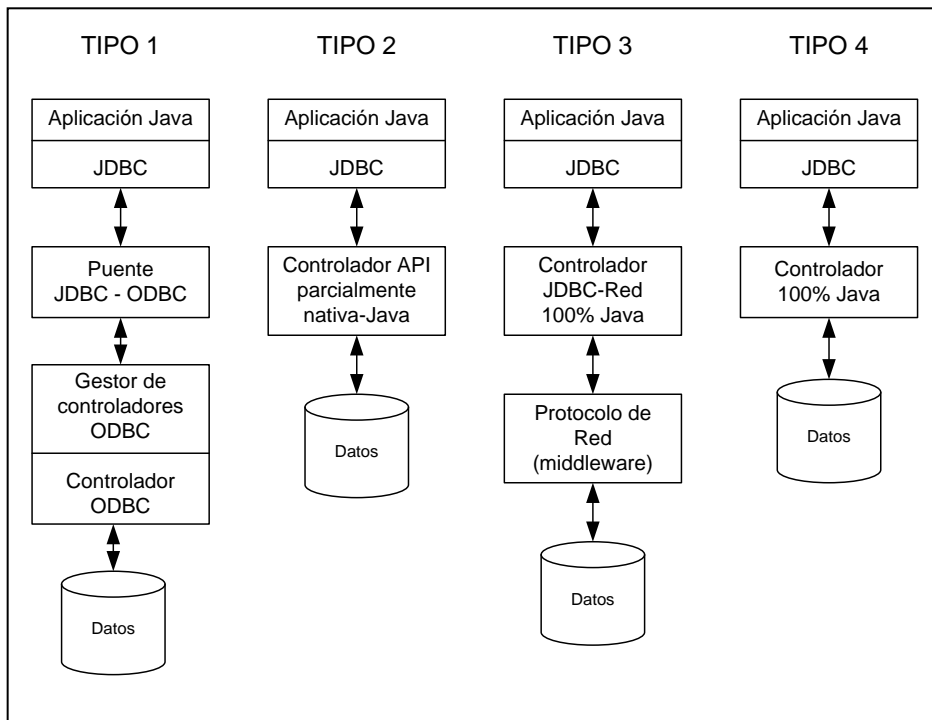 TIPO 1
TIPO 2
TIPO 3
TIPO 4
Aplicación Java
JDBC
Puente
JDBC - ODBC
Gestor de
controladores
ODBC
Controlador
ODBC
Datos
Aplicación Java
JDBC
Controlador API
parcialmente
nativa-Java
Datos
Aplicación Java
JDBC
Controlador
JDBC-Red
100% Java
Protocolo de
Red
(middleware)
Datos
Aplicación Java
JDBC
Controlador
100% Java
Datos